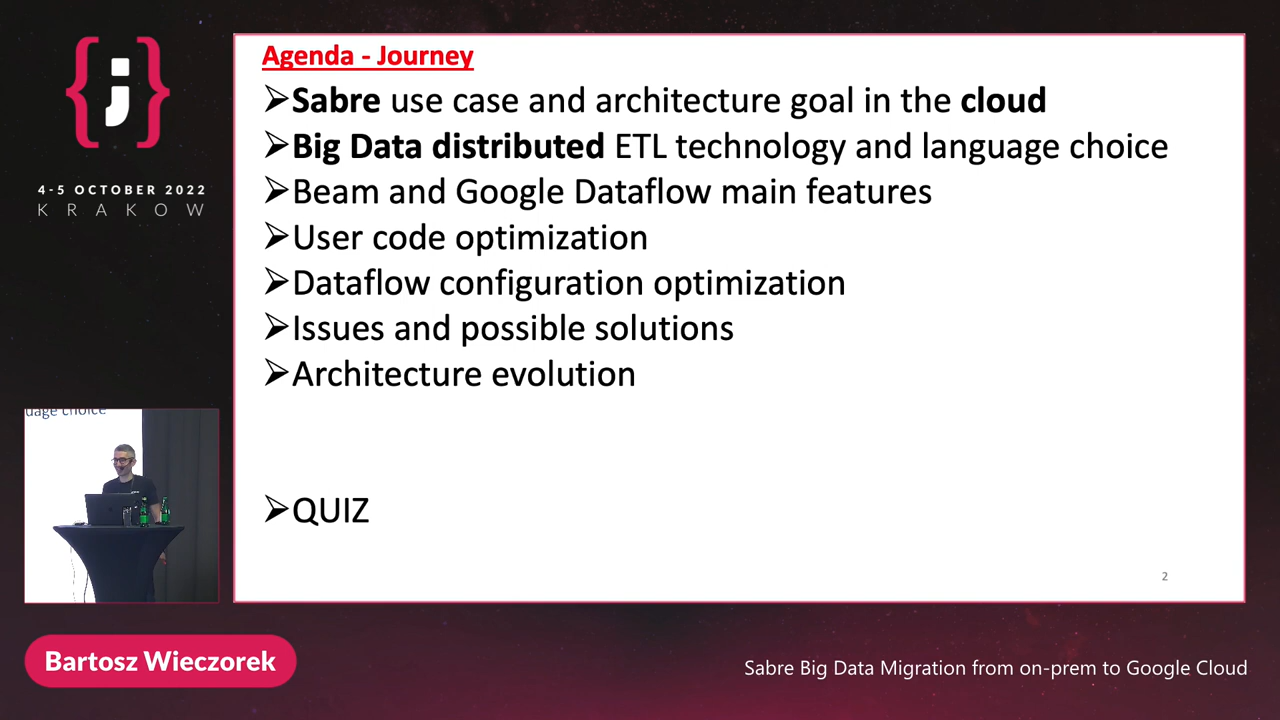 4-5 OCTOBER 2022
KRAKOW
Agenda - Journey
➢Sabre use case and architecture goal in the cloud
➢Big Data distributed ETL technology and language choice
➢Beam and Google Dataflow main features
➢User code optimization
➢Dataflow configuration optimization
➢Issues and possible solutions
➢Architecture evolution
➢QUIZ
2
uage choice
Bartosz Wieczorek
Sabre Big Data Migration from on-prem to Google Cloud